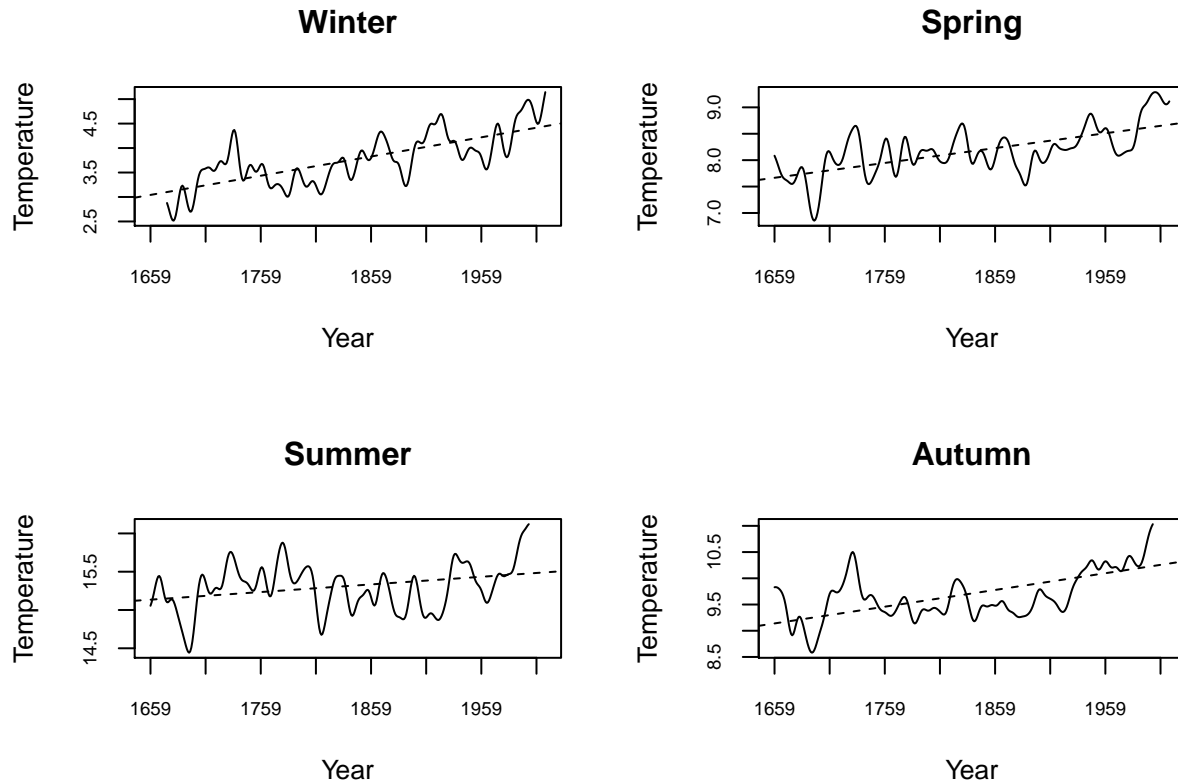 Winter
Temperature
4.5
3.5
2.5
1659 1759 1859 1959
Year
Spring
Temperature
9.0
8.0
7.0
1659 1759 1859 1959
Year
Summer
Temperature
15.5
14.5
1659 1759 1859 1959
Year
Autumn
Temperature
10.5
9.5
8.5
1659 1759 1859 1959
Year